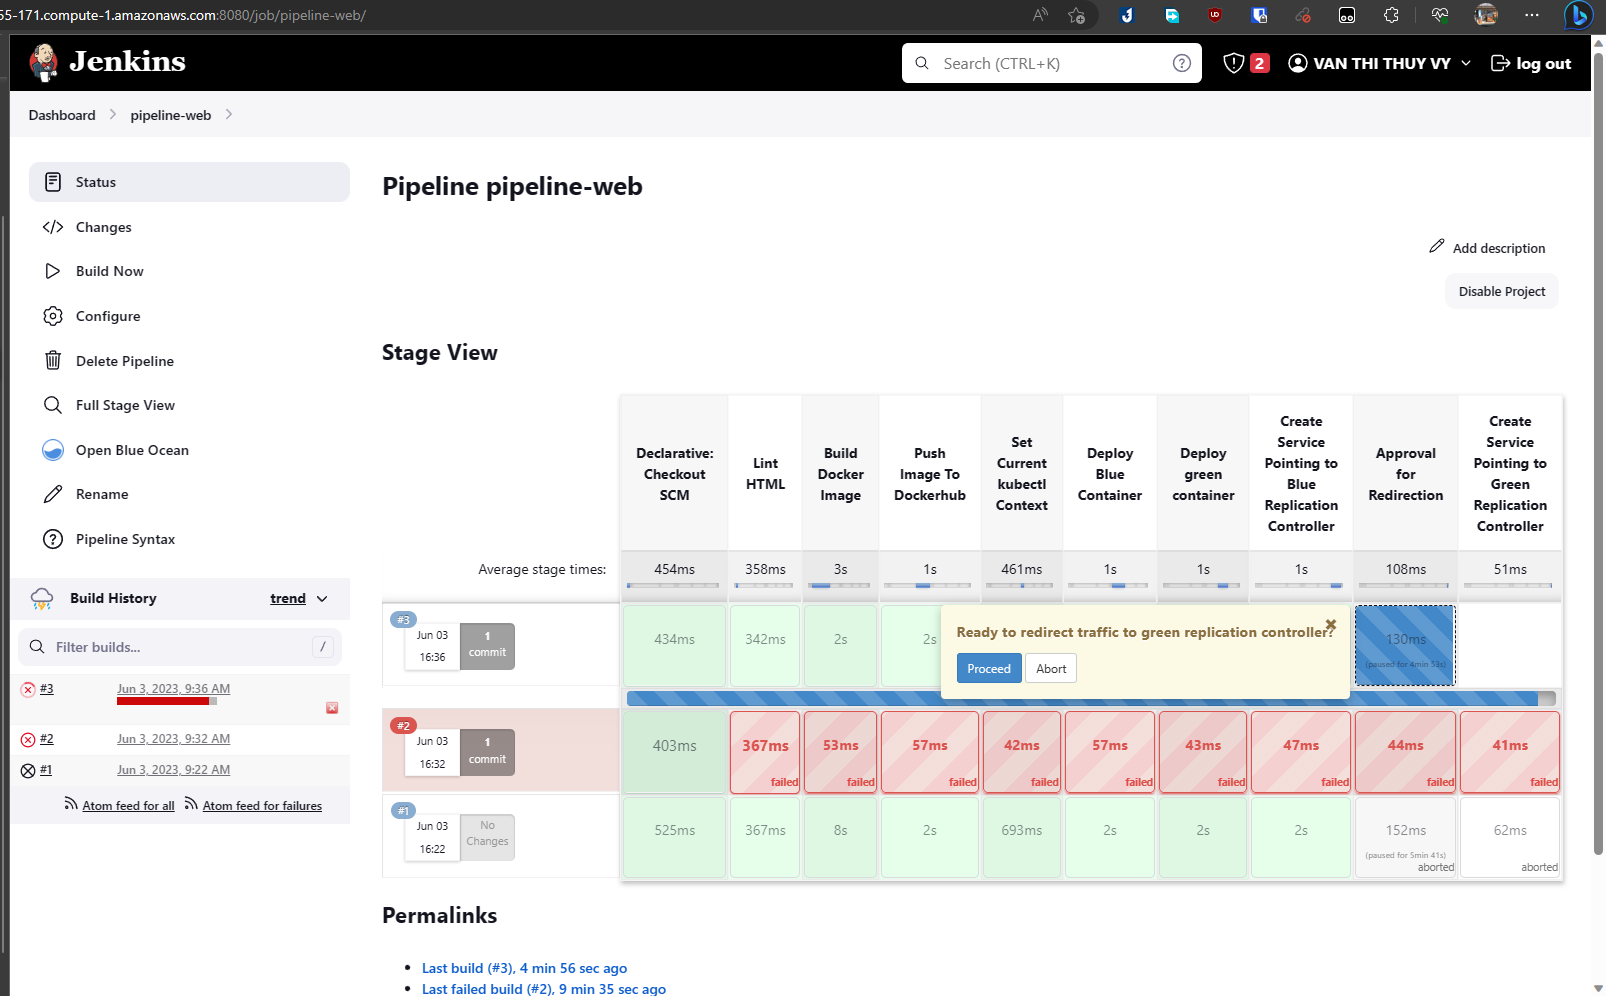 55-171.compute-1.amazonaws.com:8080/job/pipeline-web/
Jenkins
Search (CTRL+K)
2
VAN THI THUY VY
log out
Dashboard
pipeline-web
Status
Changes
Build Now
Configure
Delete Pipeline
Full Stage View
Open Blue Ocean
Rename
Pipeline Syntax
Build History
trend
Filter builds...
/
#3
Jun 3, 2023, 9:36 AM
#2
Jun 3, 2023, 9:32 AM
#1
Jun 3, 2023, 9:22 AM
Atom feed for all
Atom feed for failures
Pipeline pipeline-web
Add description
Disable Project
Stage View
Declarative:
Checkout
SCM
Lint
HTML
Build
Docker
Image
Push
Image To
Dockerhub
Set
Current
kubectl
Context
Deploy
Blue
Container
Deploy
green
container
Create
Service
Pointing to
Blue
Replication
Controller
Approval
for
Redirection
Create
Service
Pointing to
Green
Replication
Controller
Average stage times:
454ms
358ms
3s
1s
461ms
1s
1s
1s
108ms
51ms
#3
Jun 03
16:36
1
commit
434ms
342ms
2s
2s
Ready to redirect traffic to green replication controller?
Proceed
Abort
130ms
(paused for 4min 53s)
#2
Jun 03
16:32
1
commit
403ms
367ms
failed
53ms
failed
57ms
failed
42ms
failed
57ms
failed
43ms
failed
47ms
failed
44ms
failed
41ms
failed
#1
Jun 03
16:22
No
Changes
525ms
367ms
8s
2s
693ms
2s
2s
2s
152ms
(paused for 5min 41s)
aborted
62ms
aborted
Permalinks
Last build (#3), 4 min 56 sec ago
Last failed build (#2), 9 min 35 sec ago